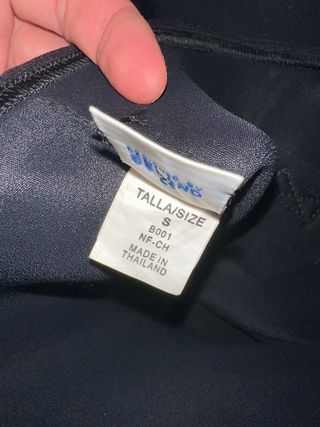 TALLA/SIZE
S
B001
NF-CH
MADE IN
THAILAND